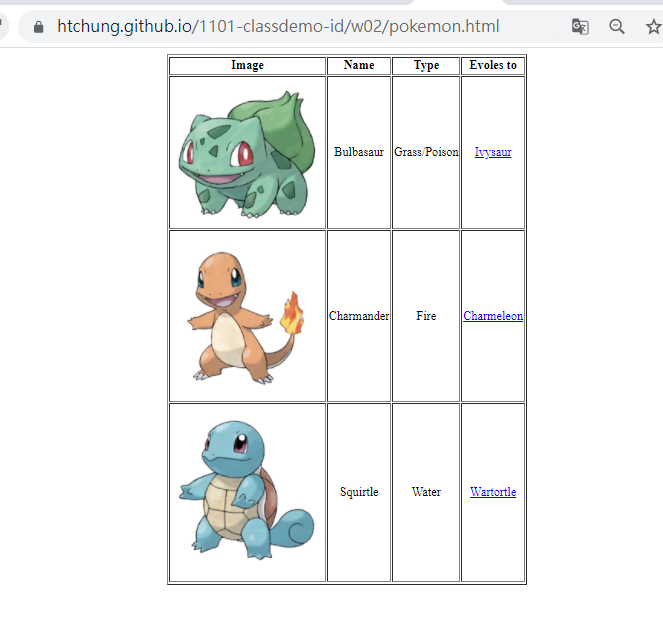 htchung.github.io/1101-classdemo-id/w02/pokemon.html
Image Name Type Evoles to
Bulbasaur Grass/Poison Ivysaur
Charmander Fire Charmeleon
Squirtle Water Wartortle